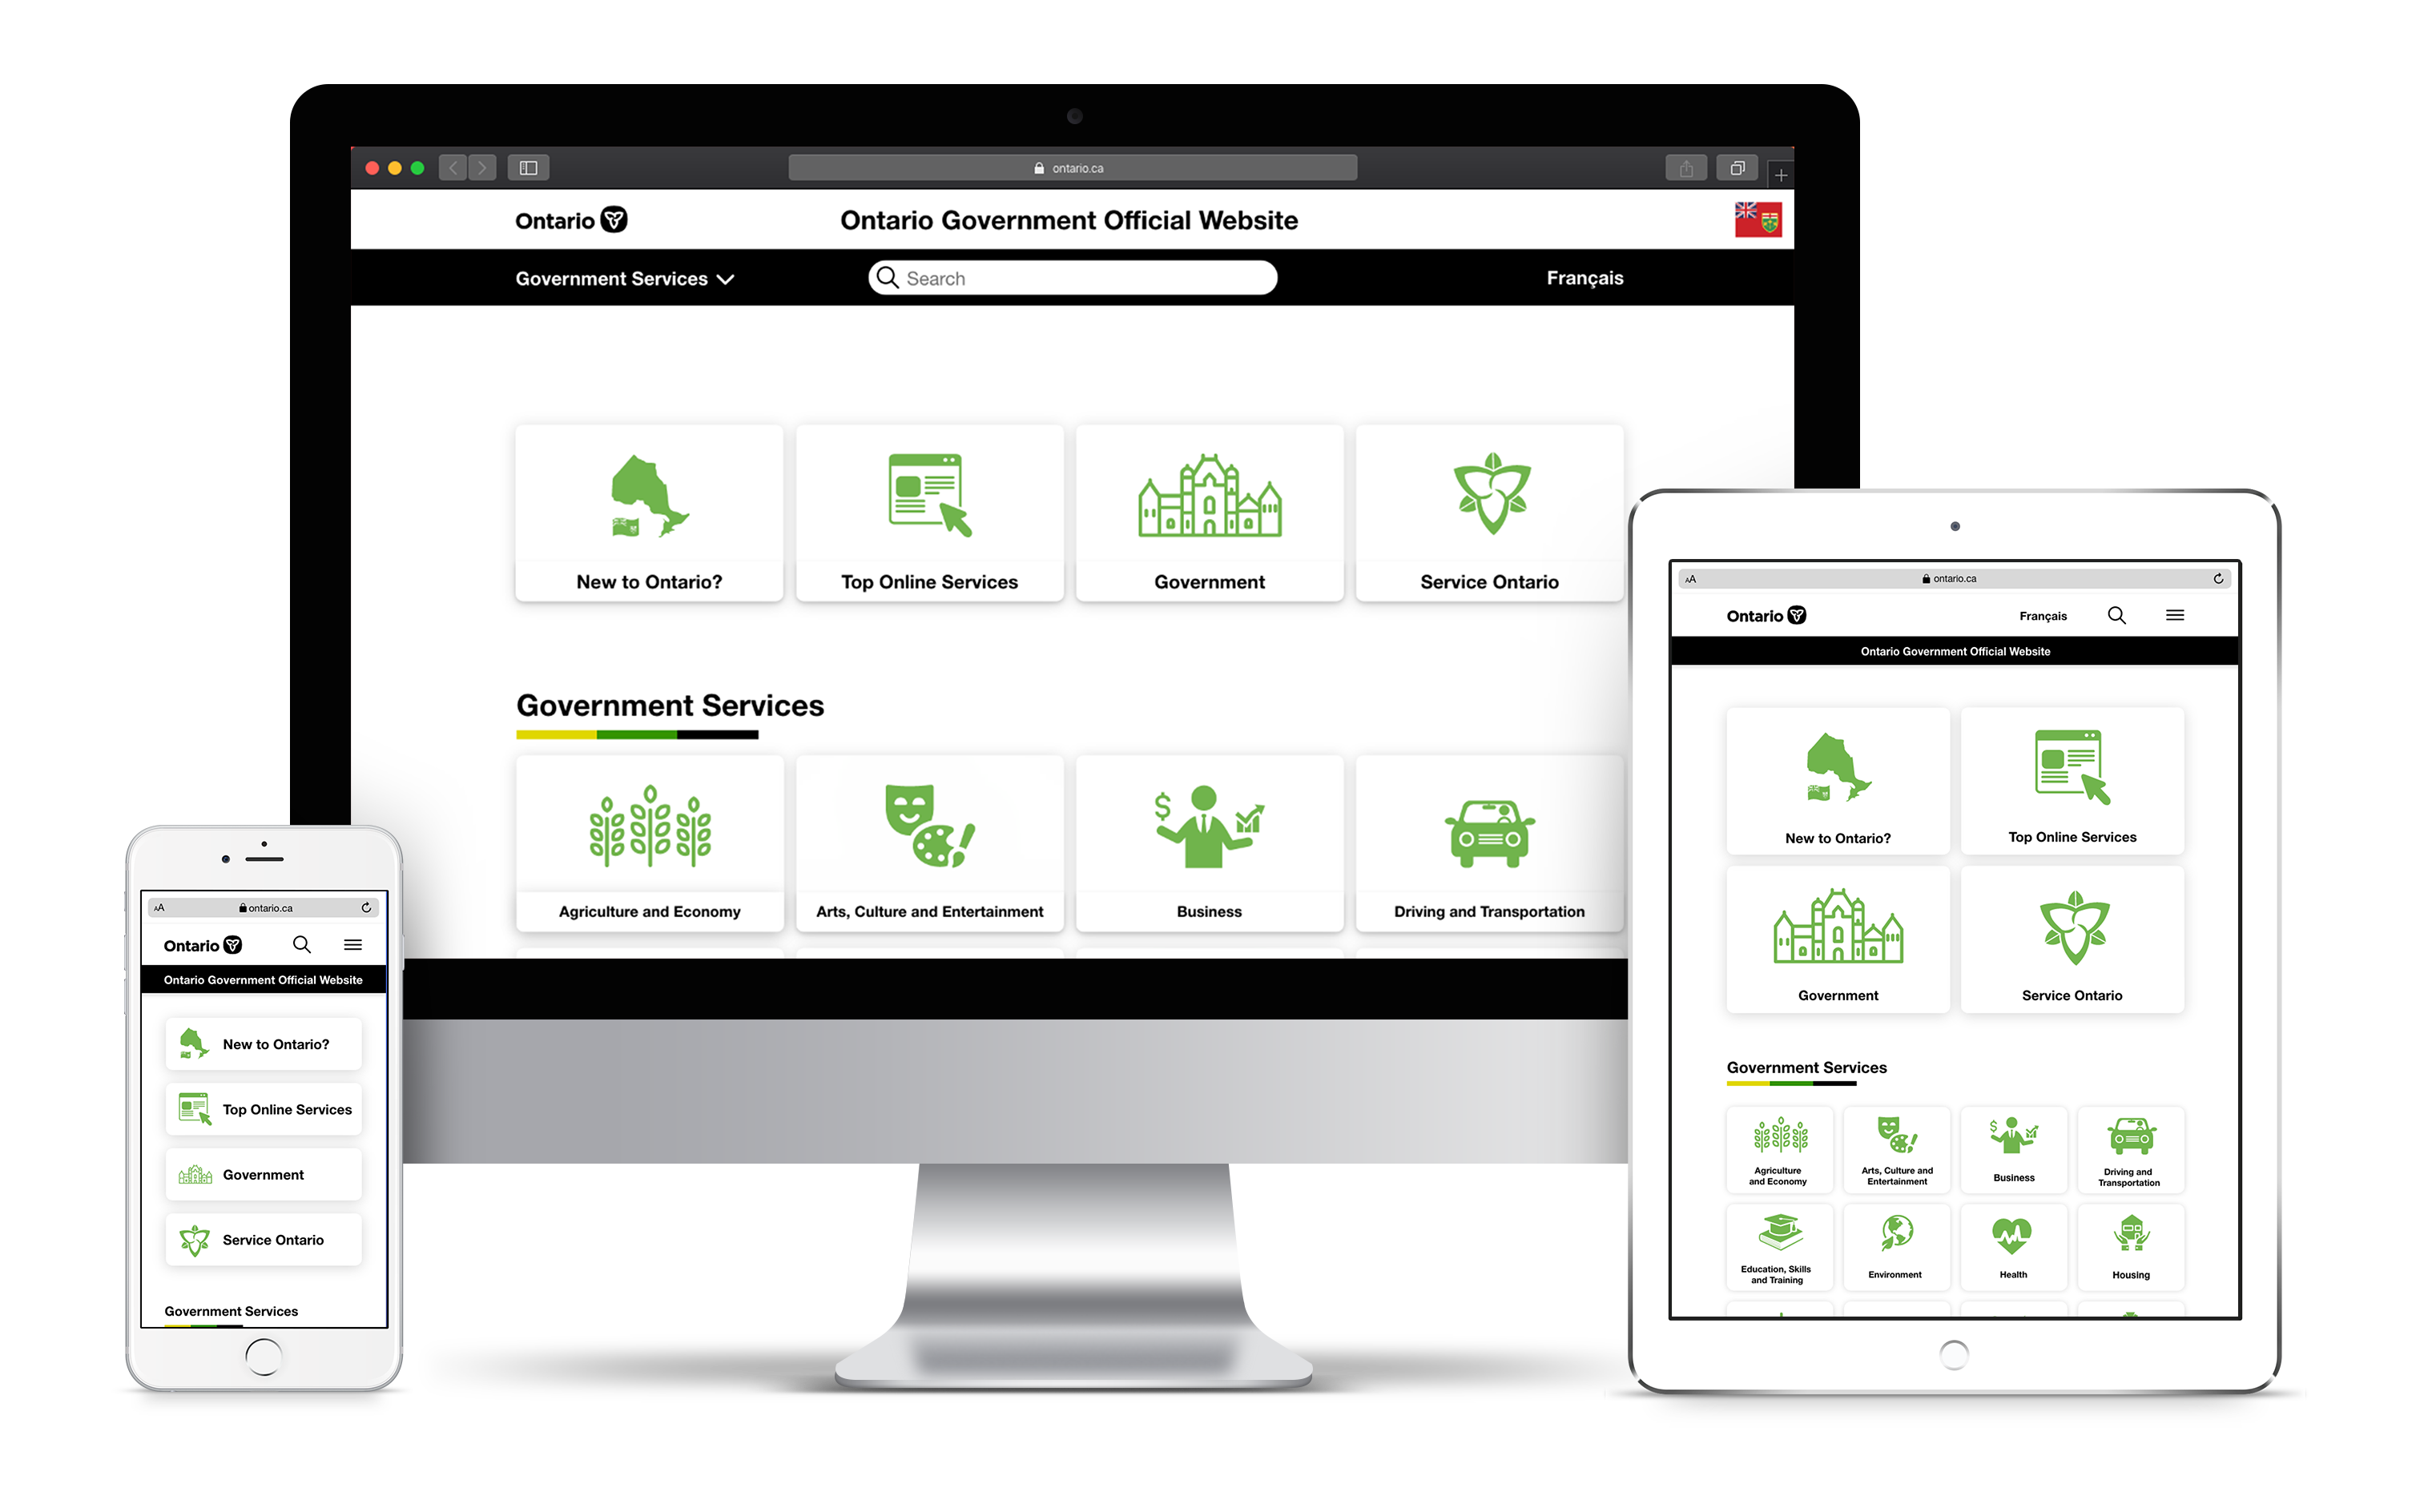 ontario.ca
Ontario
Ontario Government Official Website
Government Services
Search
Français
New to Ontario?
Top Online Services
Government
Service Ontario
Government Services
Agriculture and Economy
Arts, Culture and Entertainment
Business
Driving and Transportation
AA
ontario.ca
Ontario
Ontario Government Official Website
New to Ontario?
Top Online Services
Government
Service Ontario
Government Services
AA
ontario.ca
Ontario
Français
Ontario Government Official Website
New to Ontario?
Top Online Services
Government
Service Ontario
Government Services
Agriculture
and Economy
Arts, Culture and
Entertainment
Business
Driving and
Transportation
Education, Skills
and Training
Environment
Health
Housing